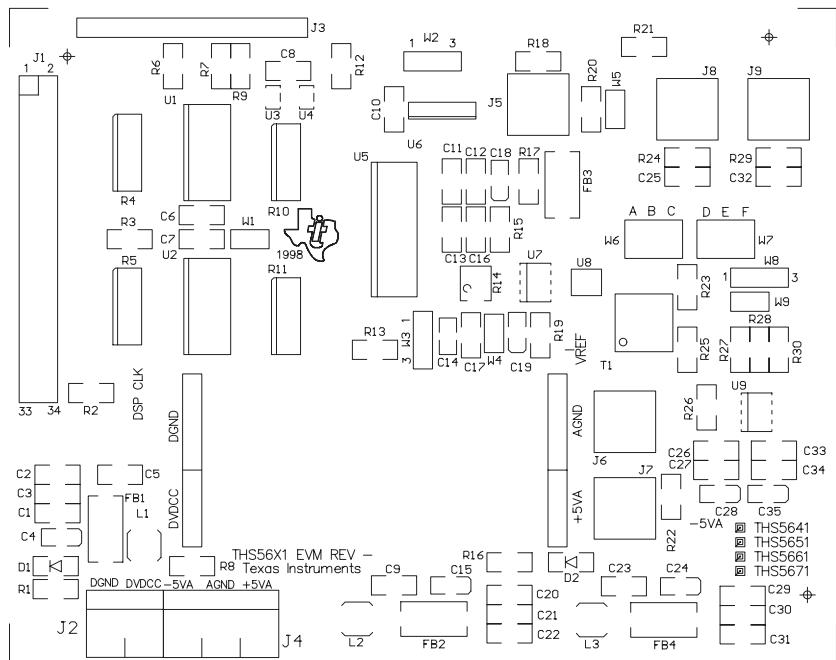 J3
J1
1 2
R6
R7
R9
C8
R12
1 W2 3
R18
R21
U1
U3 U4
C10
J5
R20
W5
J8 J9
R4
R10
U5
U6
C11 C12 C18 R17
FB3
R24
C25
R29
C32
R3
C6
C7
W1
U2
1998
R15
C13 C16
A B C
D E F
W6
W7
R5
R11
R14
U7
U8
R23
W8
1 3
W9
R28
R13
W3
1
3
C14
C17
W4
C19
R19
VREF
T1
R25
R27
R30
33 34
R2
DSP CLK
DGND
AGND
J6
R26
U9
C2
C3
C1
C5
FB1
DVDCC
+5VA
J7
C26
C27
C33
C34
C4
L1
R22
C28
C35
-5VA
THS5641
THS5651
THS5661
THS5671
D1
R1
R8
THS56X1 EVM REV -
Texas Instruments
R16
D2
DGND DVDCC -5VA AGND +5VA
C9
C15
C20
C21
C22
C23
C24
C29
C30
C31
J2
J4
L2
FB2
L3
FB4